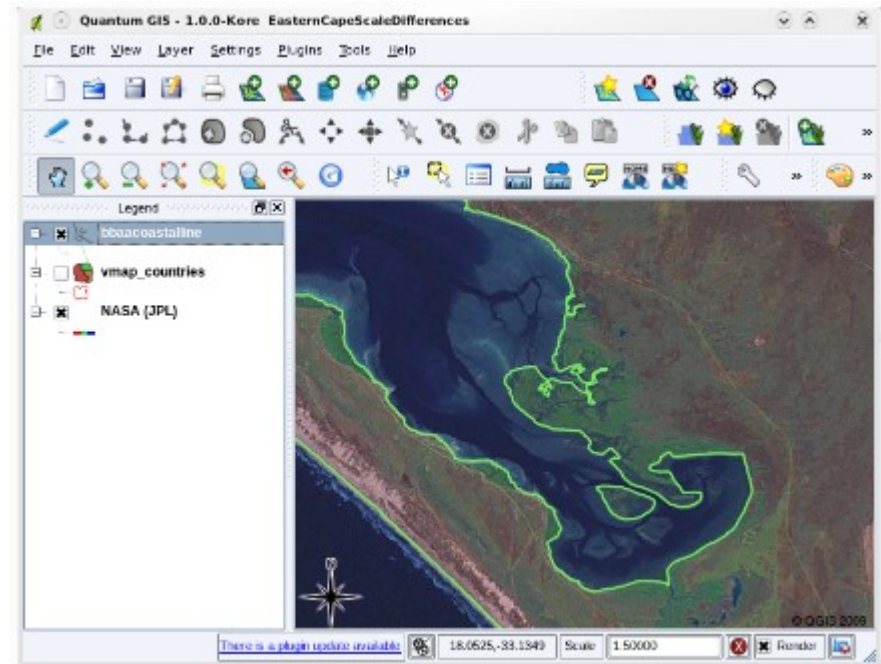 Quantum GIS - 1.0.0-Kore EasternCapeScaleDifferences
File Edit View Layer Settings Plugins Tools Help
Legend
bbaacoastalline
vmap_countries
NASA (JPL)
N
© QGIS 2009
There is a plugin update available
18.0525,-33.1349
Scale
1:50000
Render